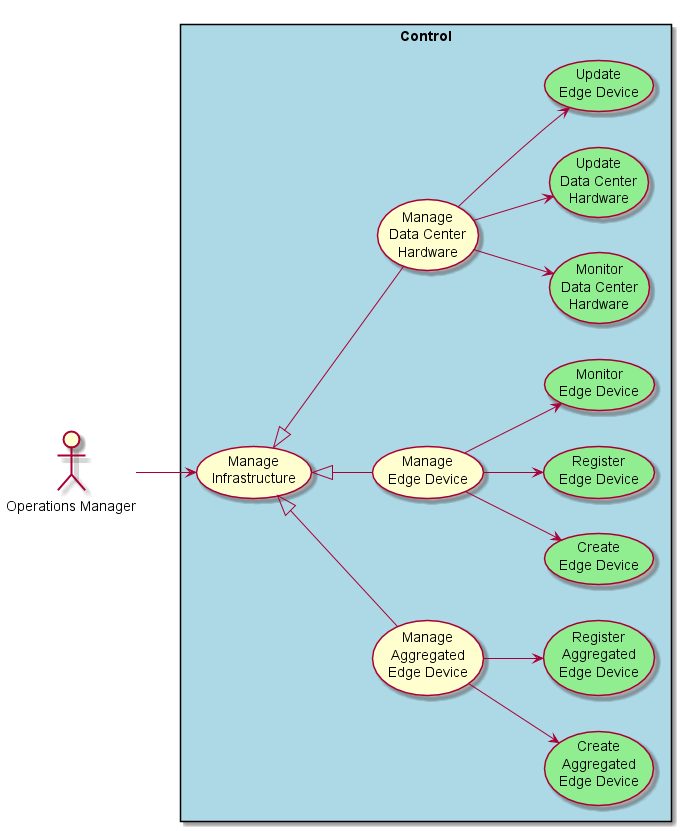 Control
Update
Edge Device
Update
Data Center
Hardware
Manage
Data Center
Hardware
Monitor
Data Center
Hardware
Monitor
Edge Device
Operations Manager
Manage
Infrastructure
Manage
Edge Device
Register
Edge Device
Create
Edge Device
Manage
Aggregated
Edge Device
Register
Aggregated
Edge Device
Create
Aggregated
Edge Device